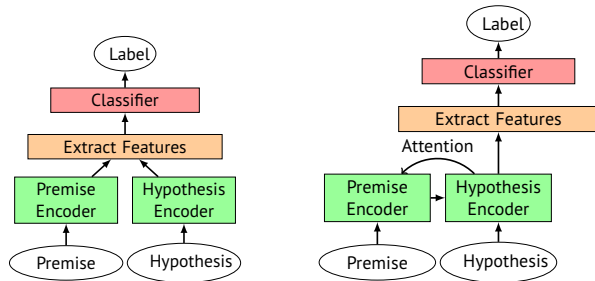 Label
Classifier
Extract Features
Premise
Encoder
Hypothesis
Encoder
Premise
Hypothesis
Label
Classifier
Extract Features
Attention
Premise
Encoder
Hypothesis
Encoder
Premise
Hypothesis